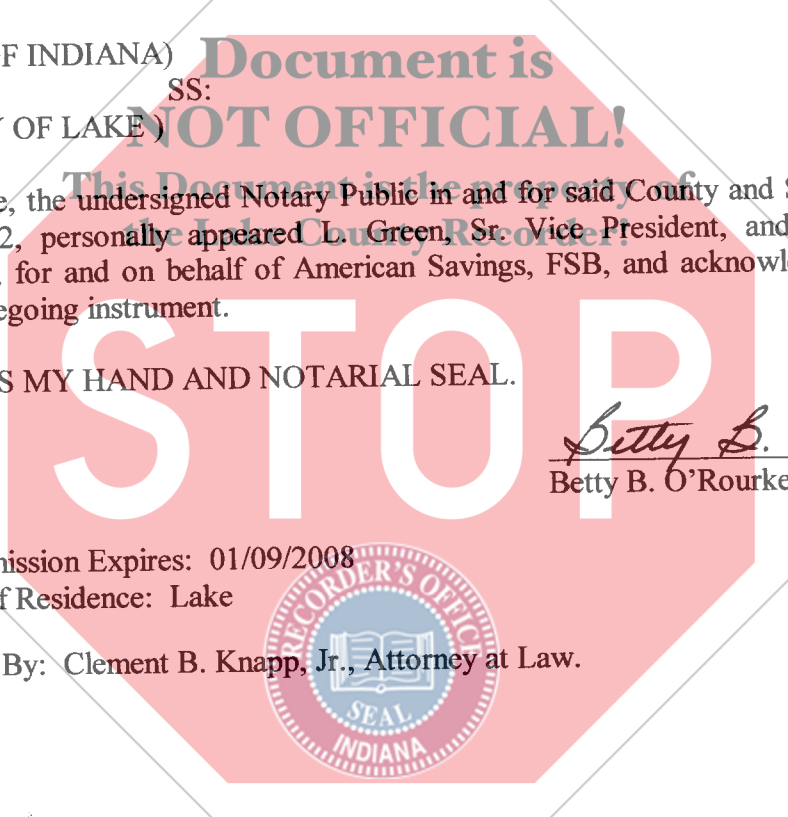 F INDIANA)
Document is
SS:
Y OF LAKE )
NOT OFFICIAL!
This Document is the property of
e, the undersigned Notary Public in and for said County and S
the Lake County Recorder!
2, personally appeared L. Green, Sr. Vice President, and
, for and on behalf of American Savings, FSB, and acknowl
egoing instrument.
STOP
S MY HAND AND NOTARIAL SEAL.
Betty B.
Betty B. O'Rourke
nission Expires: 01/09/2008
f Residence: Lake
By: Clement B. Knapp, Jr., Attorney at Law.
RECORDER'S OFFICE
SEAL
INDIANA